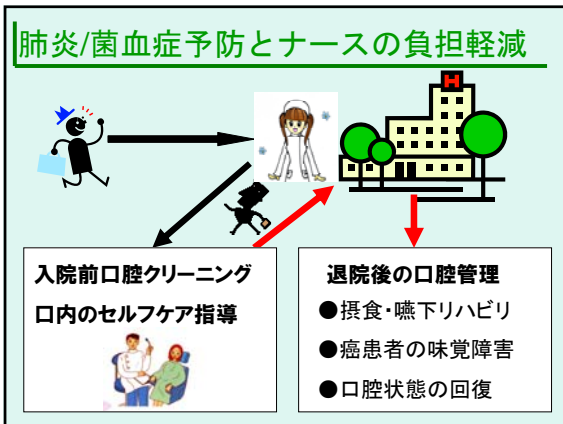 肺炎/菌血症予防とナースの負担軽減
H
入院前口腔クリーニング
口内のセルフケア指導
退院後の口腔管理
●摂食・嚥下リハビリ
●癌患者の味覚障害
●口腔状態の回復